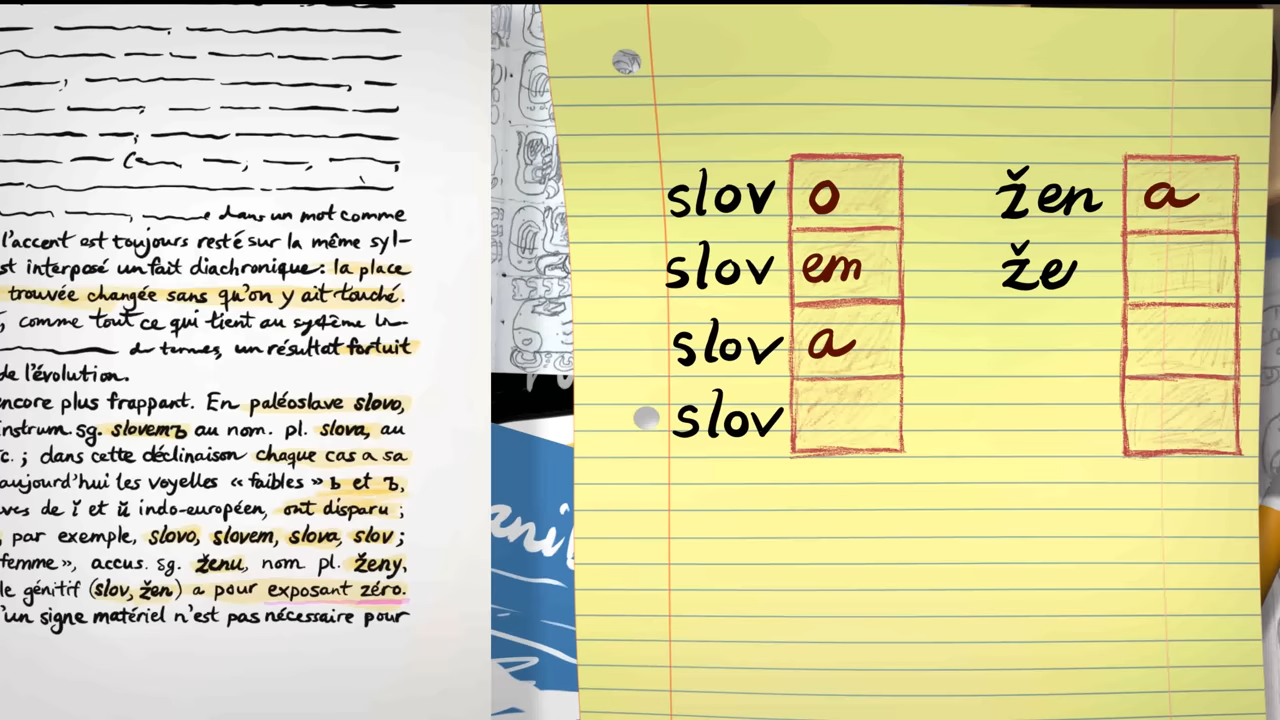 dans un mot comme
l'accent est toujours resté sur la même syl-
st interposé un fait diachronique : la place
trouvée changée sans qu'on y ait touché.
, comme tout ce qui tient au système
de termes, un résultat fortuit
de l'évolution.
encore plus frappant. En paléoslave slovo,
instrum. sg. slovemъ au nom. pl. slova, au
c. ; dans cette déclinaison chaque cas a sa
aujourd'hui les voyelles « faibles » ь et ъ,
ves de ĭ et ŭ indo-européen, ont disparu ;
, par exemple, slovo, slovem, slova, slov ;
femme », accus. sg. ženu, nom pl. ženy,
le génitif (slov, žen) a pour exposant zéro.
'un signe matériel n'est pas nécessaire pour
slov o
slov em
slov a
slov
žen a
že